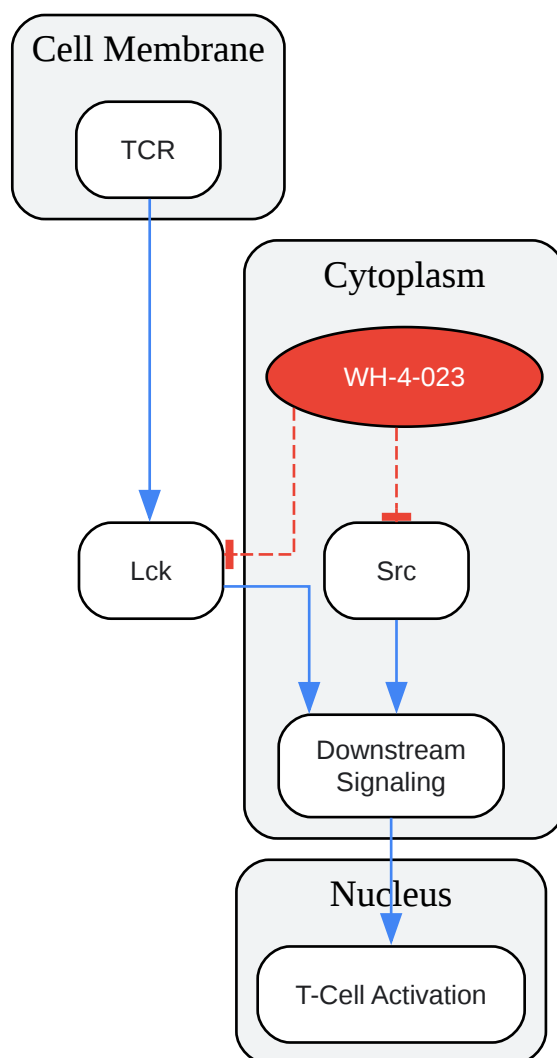 Cell Membrane
TCR
Cytoplasm
WH-4-023
Lck
Src
Downstream
Signaling
Nucleus
T-Cell Activation